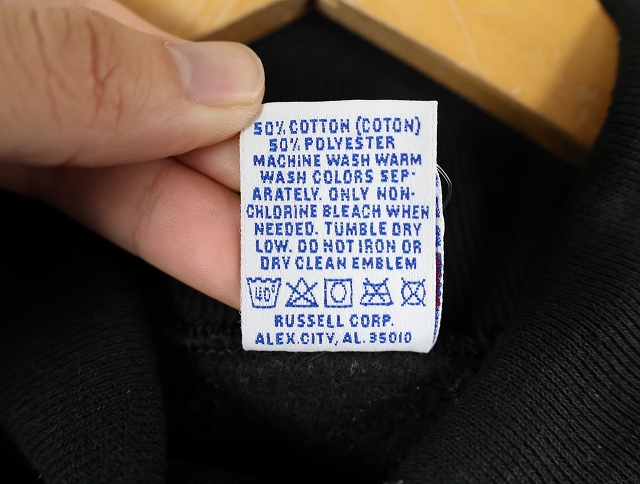 50% COTTON (COTON)
50% POLYESTER
MACHINE WASH WARM
WASH COLORS SEP-
ARATELY. ONLY NON-
CHLORINE BLEACH WHEN
NEEDED. TUMBLE DRY
LOW. DO NOT IRON OR
DRY CLEAN EMBLEM
40°
RUSSELL CORP.
ALEX.CITY, AL. 35010